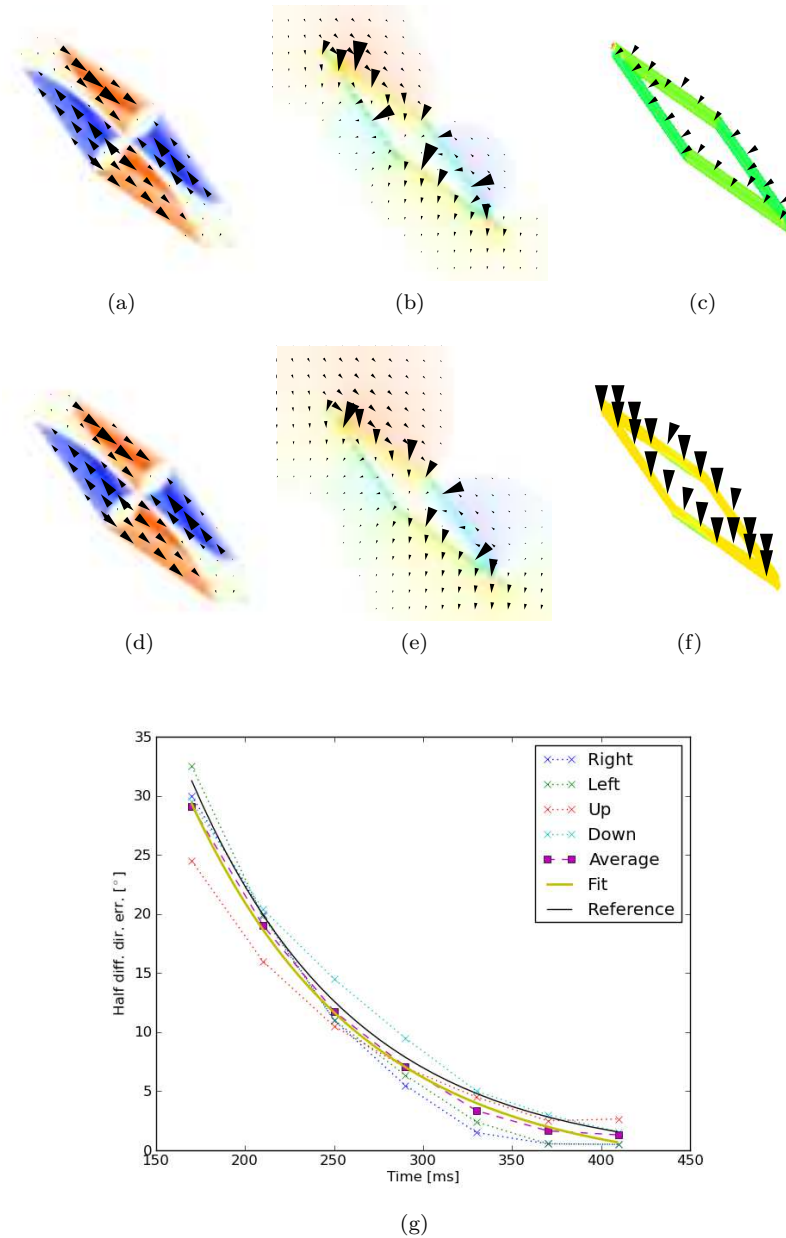 (a)
(b)
(c)
(d)
(e)
(f)
35
30
25
20
15
10
5
0
Half diff. dir. err. [°]
Right
Left
Up
Down
Average
Fit
Reference
150
200
250
300
350
400
450
Time [ms]
(g)